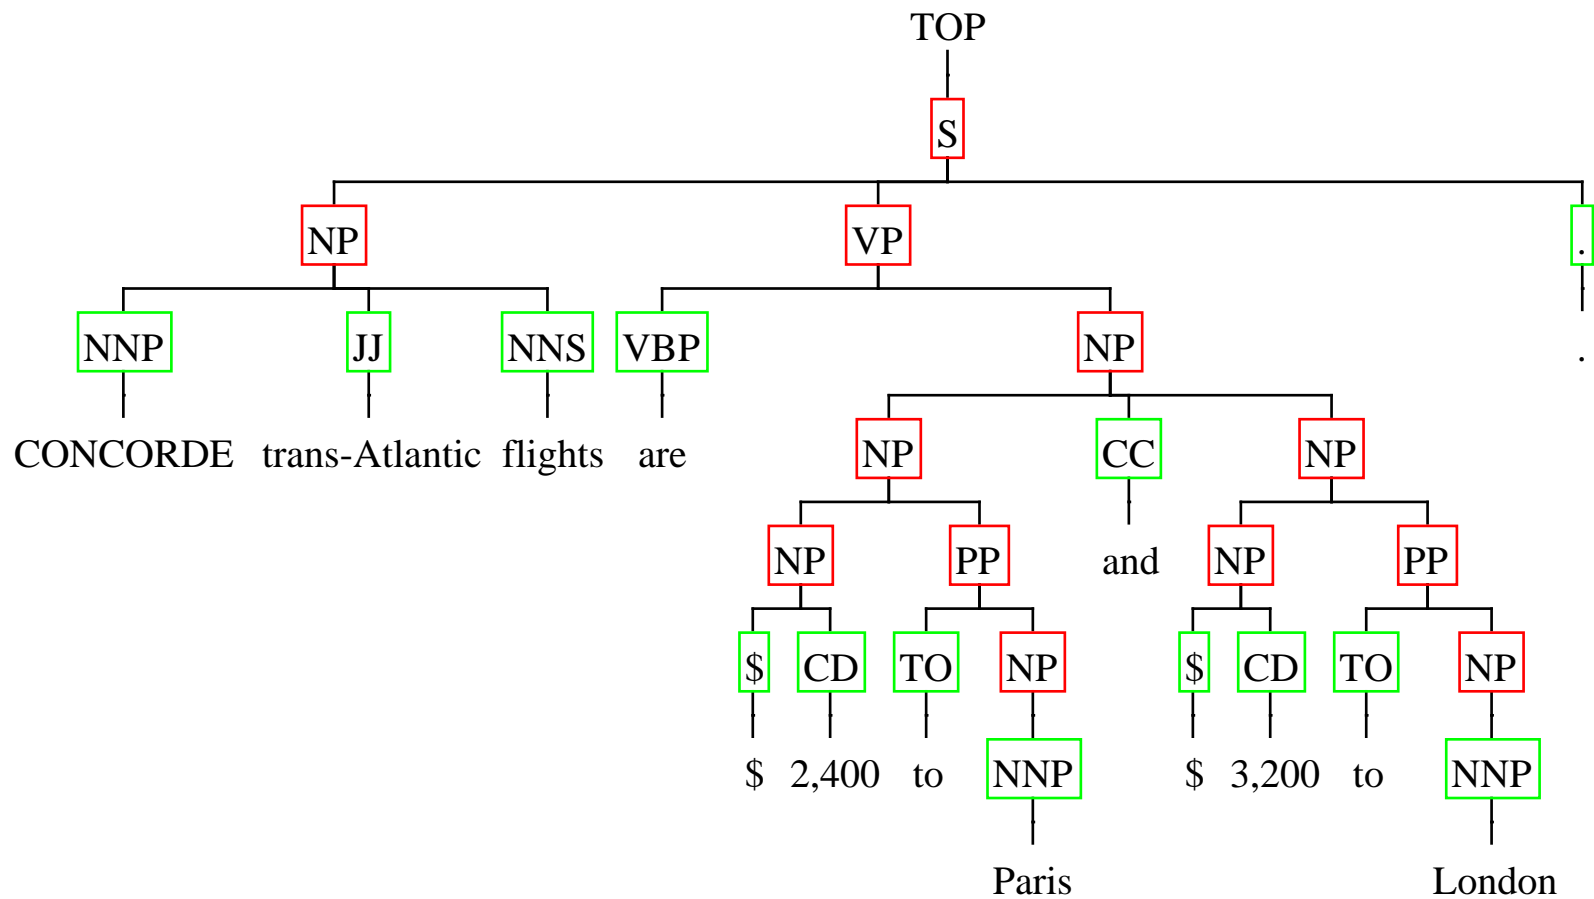 TOP
S
NP VP .
NNP JJ NNS VBP NP .
CONCORDE trans-Atlantic flights are NP CC NP
NP PP and NP PP
$ CD TO NP $ CD TO NP
$ 2,400 to NNP $ 3,200 to NNP
Paris London